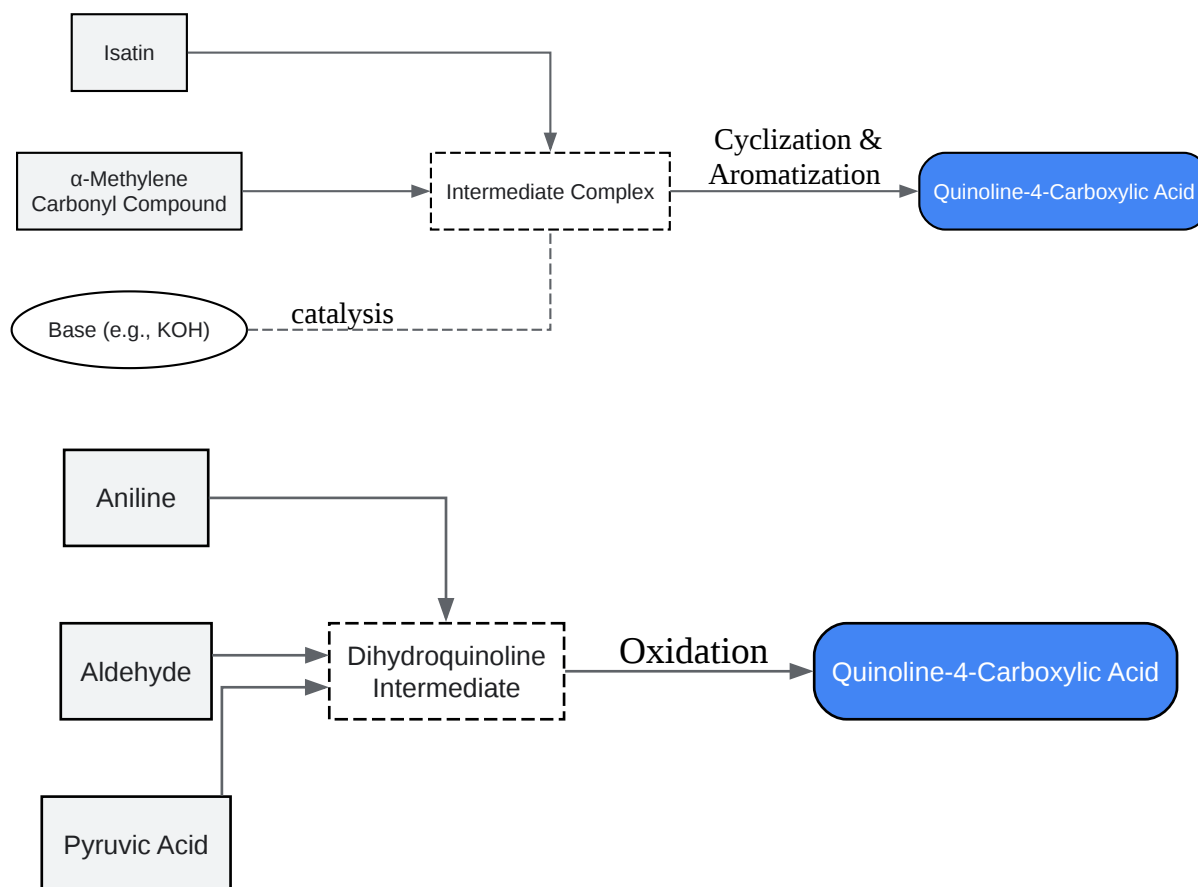 Isatin
Cyclization &
Aromatization
α-Methylene
Carbonyl Compound
Intermediate Complex
Quinoline-4-Carboxylic Acid
Base (e.g., KOH)
catalysis
Aniline
Aldehyde
Dihydroquinoline
Intermediate
Oxidation
Quinoline-4-Carboxylic Acid
Pyruvic Acid